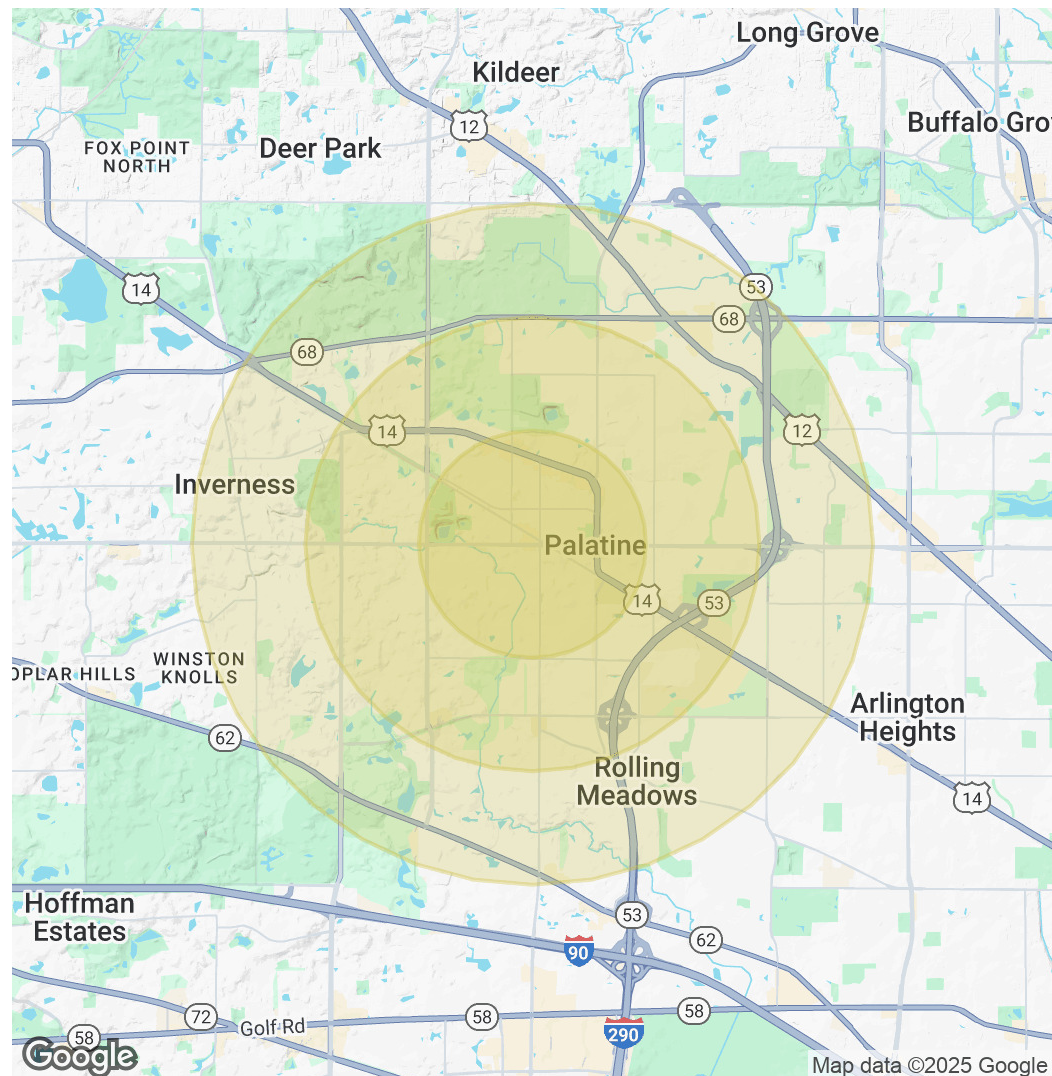 Long Grove
Kildeer
12
Buffalo Gro
FOX POINT
NORTH
Deer Park
14
53
68
68
14
12
Inverness
Palatine
14
53
OPLAR HILLS
WINSTON
KNOLLS
62
Arlington
Heights
Rolling
Meadows
14
Hoffman
Estates
53
62
90
72
Golf Rd
58
58
58
290
Google
Map data ©2025 Google